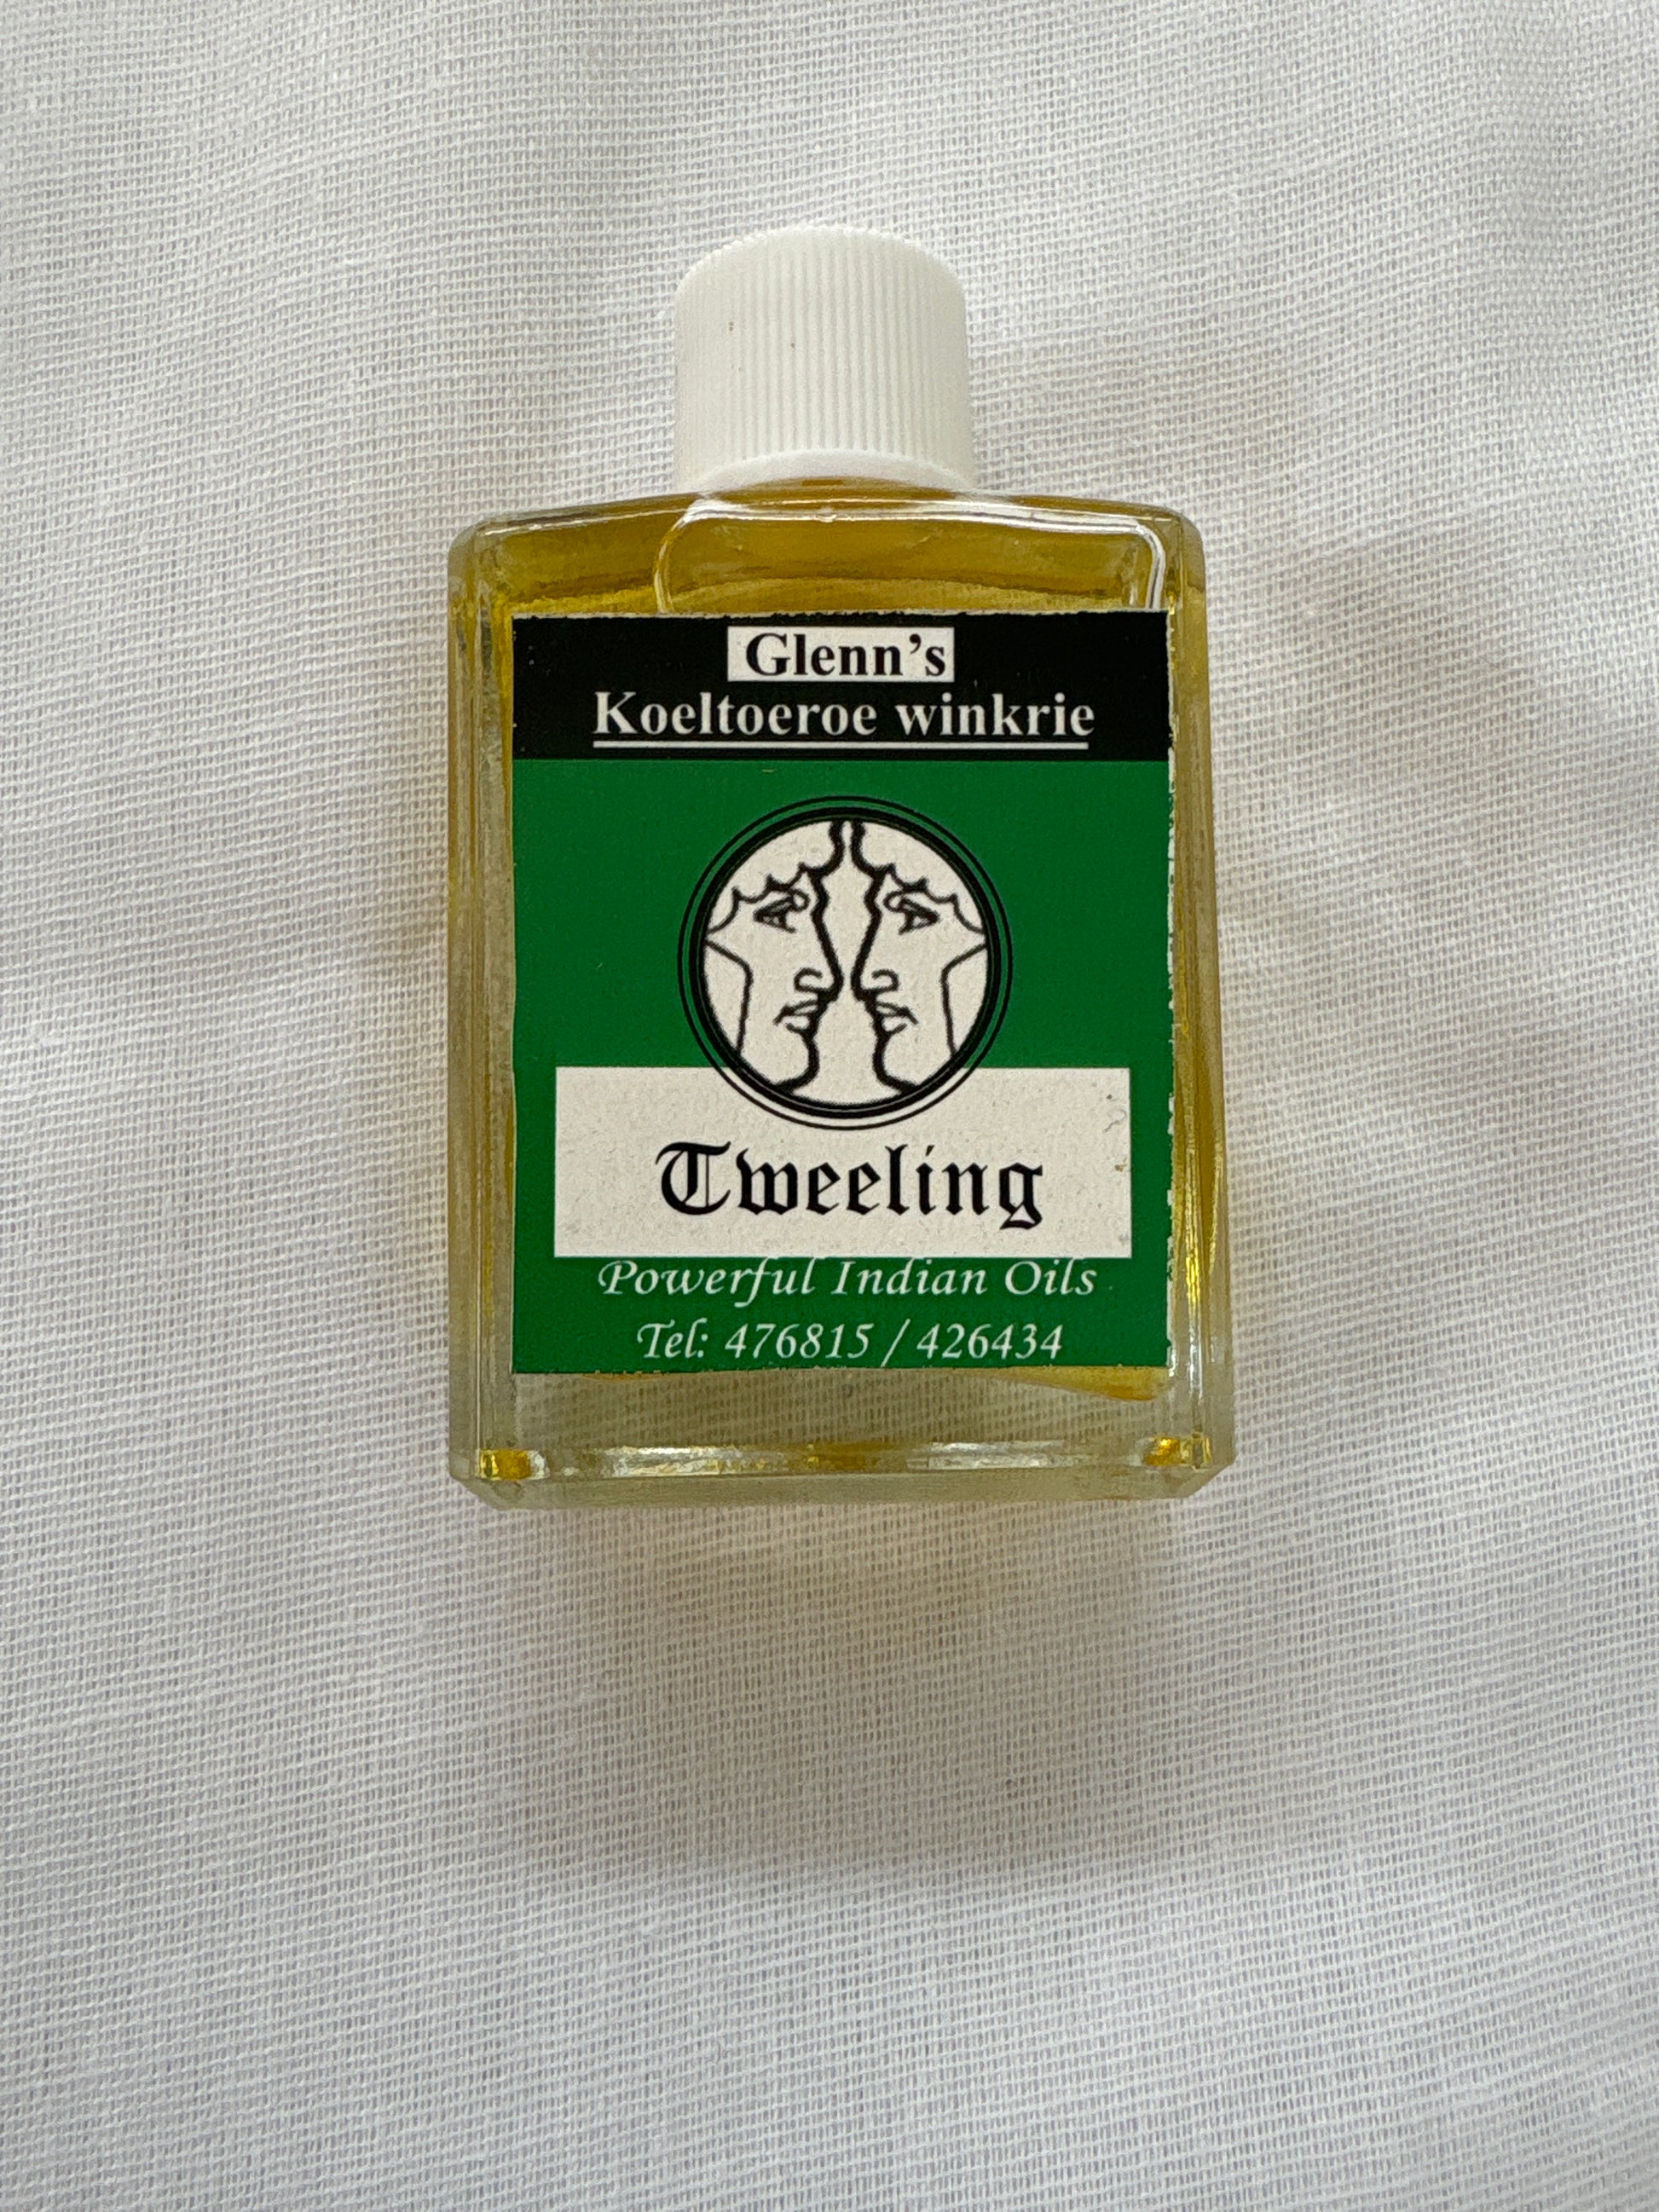 Glenn's
Koeltoeroe winkrie
Tweeling
Powerful Indian Oils
Tel: 476815 / 426434